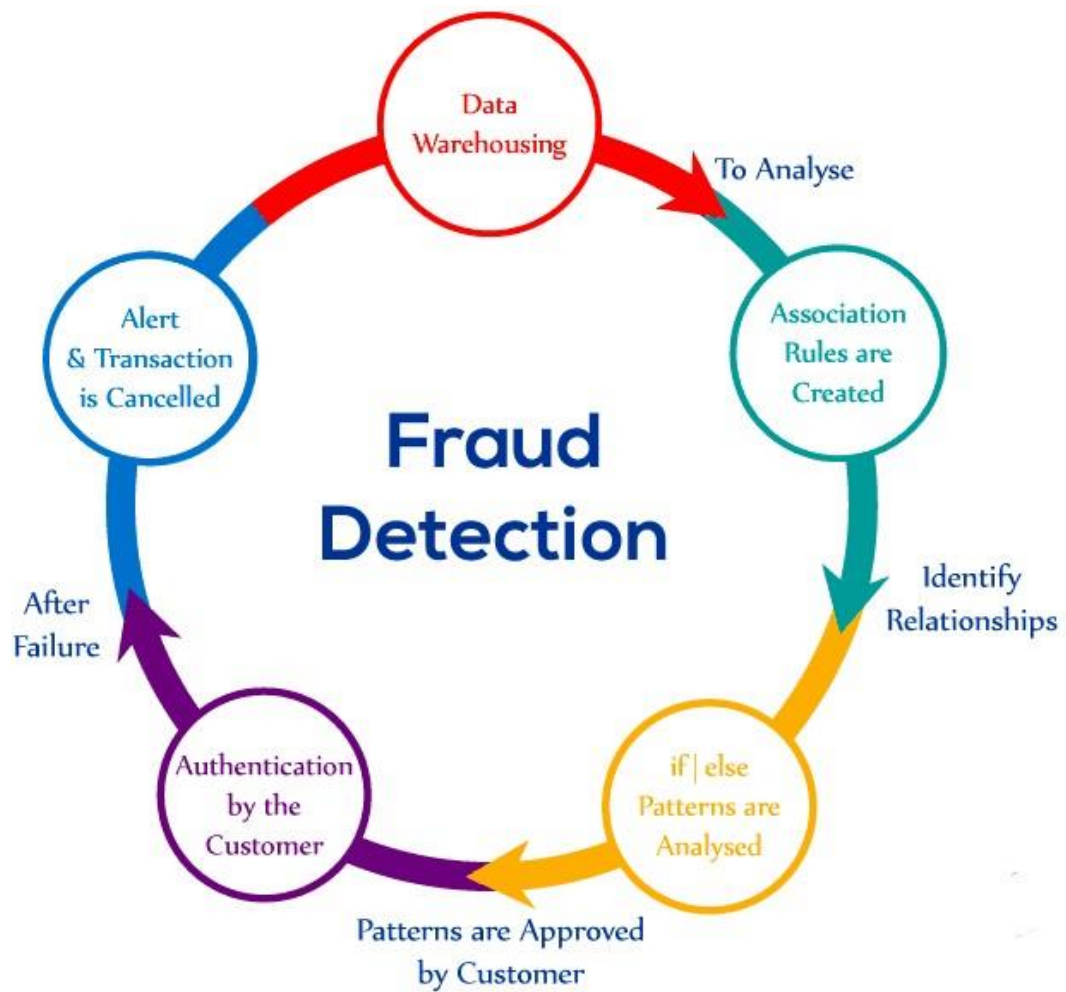 Data
Warehousing
To Analyse
Association
Rules are
Created
Identify
Relationships
if | else
Patterns are
Analysed
Patterns are Approved
by Customer
Authentication
by the
Customer
After
Failure
Alert
& Transaction
is Cancelled
Fraud
Detection